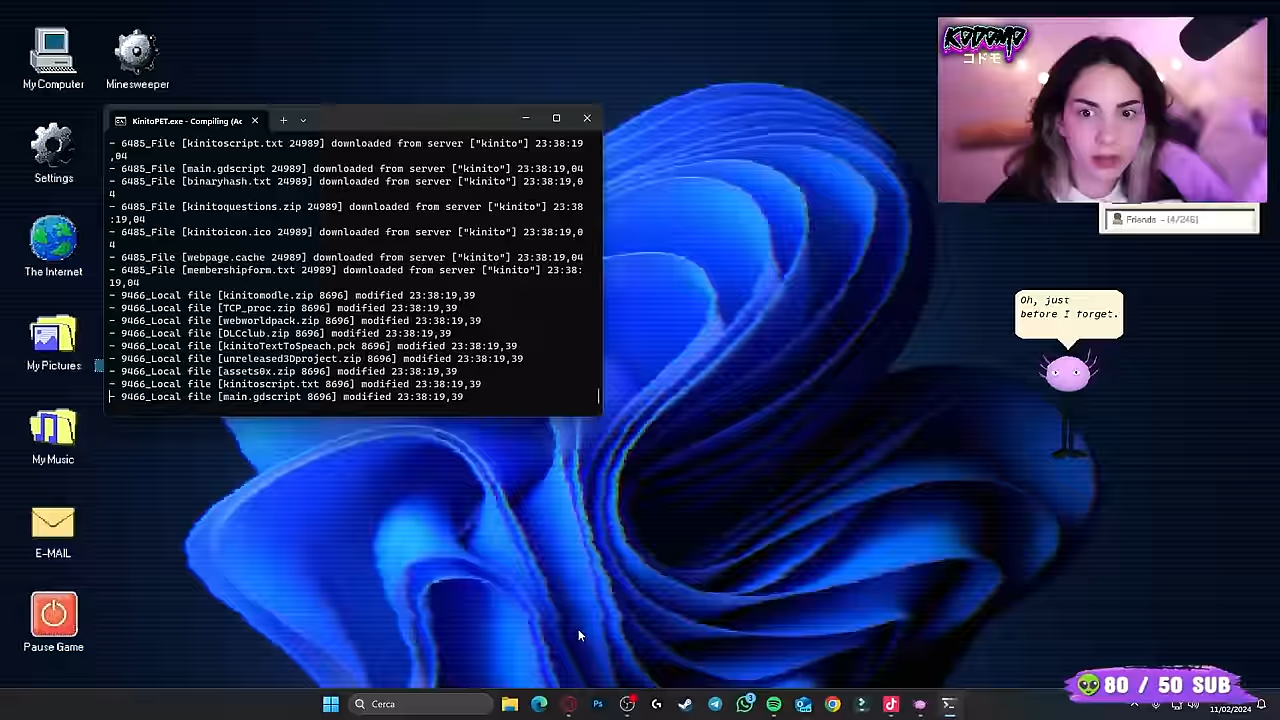 My Computer
Minesweeper
Settings
The Internet
My Pictures
My Music
E-MAIL
Pause Game
KinitoPET.exe - Compiling (Ac
- 6485_File [kinitoscript.txt 24989] downloaded from server ["kinito"] 23:38:19
,04
- 6485_File [main.gdscript 24989] downloaded from server ["kinito"] 23:38:19,04
- 6485_File [binaryhash.txt 24989] downloaded from server ["kinito"] 23:38:19,0
4
- 6485_File [kinitoquestions.zip 24989] downloaded from server ["kinito"] 23:38
:19,04
- 6485_File [kinitoicon.ico 24989] downloaded from server ["kinito"] 23:38:19,0
4
- 6485_File [webpage.cache 24989] downloaded from server ["kinito"] 23:38:19,04
- 6485_File [membershipform.txt 24989] downloaded from server ["kinito"] 23:38:
19,04
- 9466_Local file [kinitomodle.zip 8696] modified 23:38:19,39
- 9466_Local file [TCP_proc.zip 8696] modified 23:38:19,39
- 9466_Local file [webworldpack.zip 8696] modified 23:38:19,39
- 9466_Local file [PCClub.zip 8696] modified 23:38:19,39
- 9466_Local file [kinitoTextToSpeach.pck 8696] modified 23:38:19,39
- 9466_Local file [unreleased3Dproject.zip 8696] modified 23:38:19,39
- 9466_Local file [assets0x.zip 8696] modified 23:38:19,39
- 9466_Local file [kinitoscript.txt 8696] modified 23:38:19,39
- 9466_Local file [main.gdscript 8696] modified 23:38:19,39
KODOMO
コドモ
Friends - (4/246)
Oh, just
before I forget.
80 / 50 SUB
Cerca
3
11/02/2024